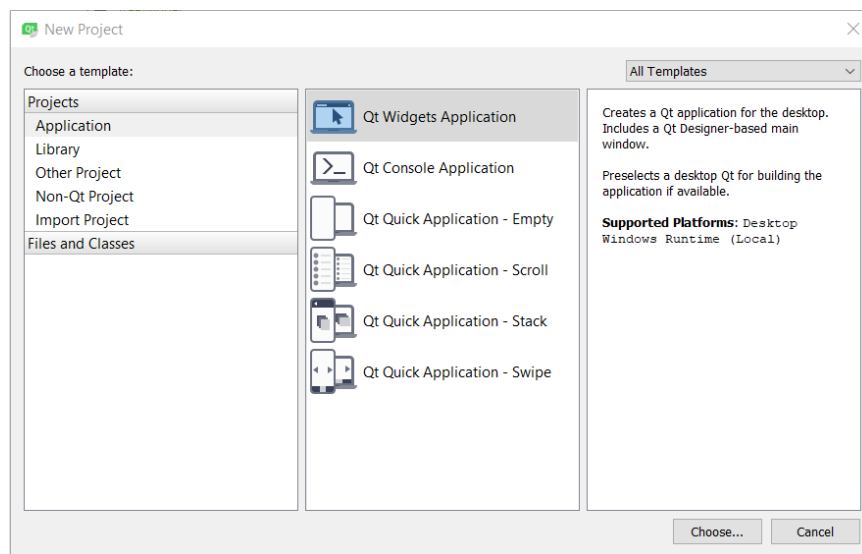 New Project
Choose a template:
All Templates
Projects
Application
Library
Other Project
Non-Qt Project
Import Project
Files and Classes
Qt Widgets Application
Qt Console Application
Qt Quick Application - Empty
Qt Quick Application - Scroll
Qt Quick Application - Stack
Qt Quick Application - Swipe
Creates a Qt application for the desktop.
Includes a Qt Designer-based main
window.
Preselects a desktop Qt for building the
application if available.
Supported Platforms: Desktop
Windows Runtime (Local)
Choose...
Cancel